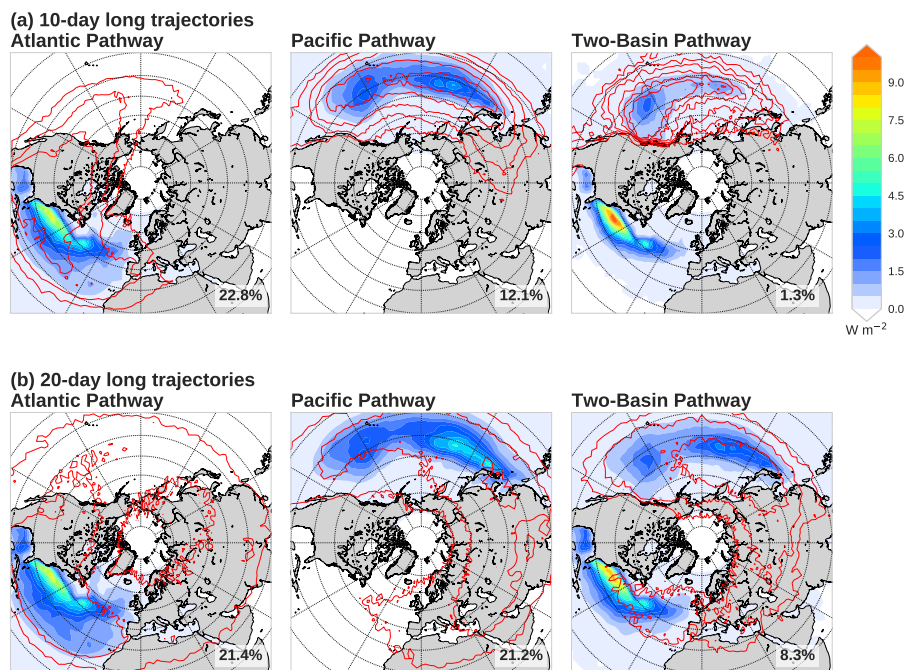 (a) 10-day long trajectories
Atlantic Pathway
Pacific Pathway
Two-Basin Pathway
22.8%
12.1%
1.3%
9.0
7.5
6.0
4.5
3.0
1.5
0.0
W m⁻²
(b) 20-day long trajectories
Atlantic Pathway
Pacific Pathway
Two-Basin Pathway
21.4%
21.2%
8.3%